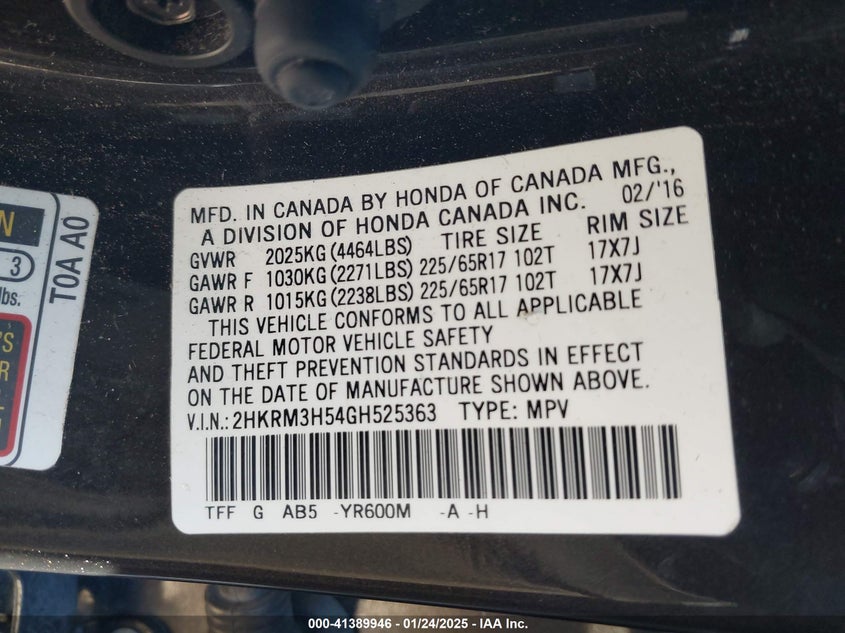 N
3
lbs.
T0A A0
'S
R
MFD. IN CANADA BY HONDA OF CANADA MFG.,
A DIVISION OF HONDA CANADA INC. 02/'16
GVWR 2025KG (4464LBS) TIRE SIZE RIM SIZE
GAWR F 1030KG (2271LBS) 225/65R17 102T 17X7J
GAWR R 1015KG (2238LBS) 225/65R17 102T 17X7J
THIS VEHICLE CONFORMS TO ALL APPLICABLE
FEDERAL MOTOR VEHICLE SAFETY
AND THEFT PREVENTION STANDARDS IN EFFECT
ON THE DATE OF MANUFACTURE SHOWN ABOVE.
V.I.N.: 2HKRM3H54GH525363 TYPE: MPV
TFF G AB5 -YR600M -A -H
000-41389946 - 01/24/2025 - IAA Inc.